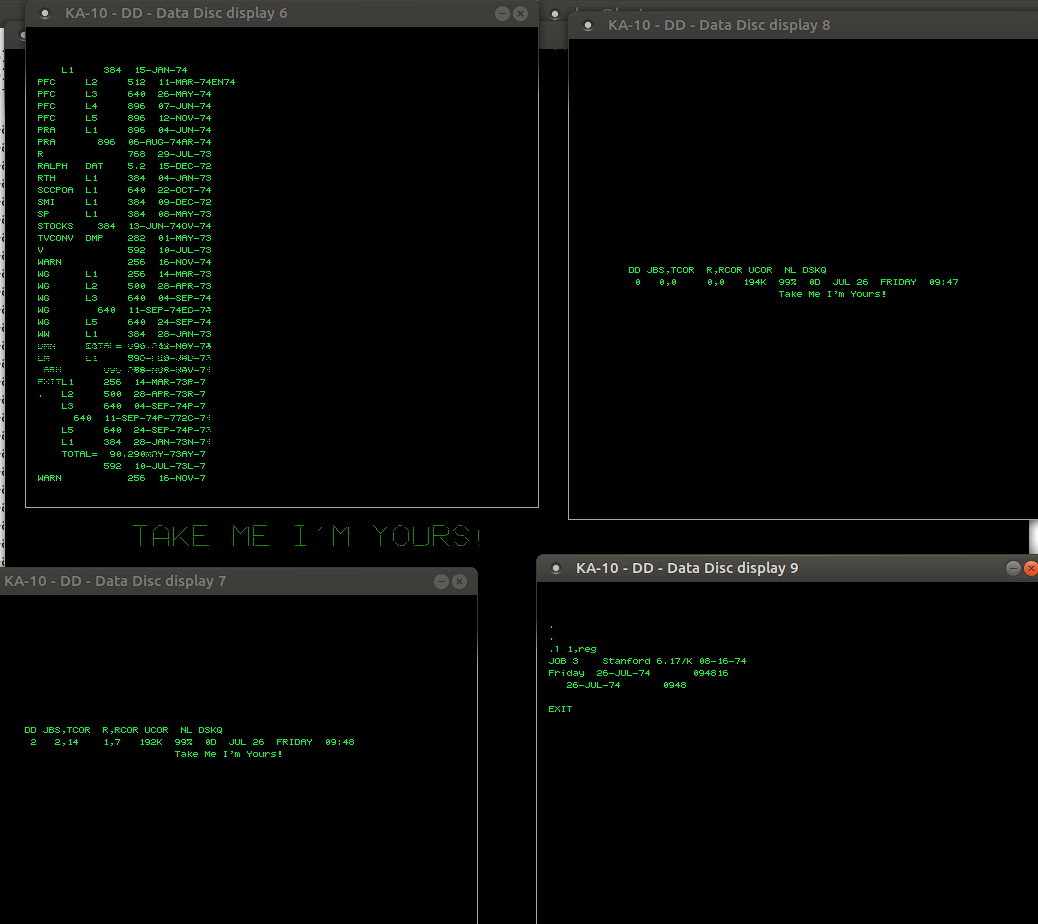 KA-10 - DD - Data Disc display 6
L1 384 15-JAN-74
PFC L2 512 11-MAR-74EN74
PFC L3 640 26-MAY-74
PFC L4 896 07-JUN-74
PFC L5 896 12-NOV-74
PRA L1 896 04-JUN-74
PRA 896 06-AUG-74AR-74
R 768 29-JUL-73
RALPH DAT 5.2 15-DEC-72
RTH L1 384 04-JAN-73
SCCPOA L1 640 22-OCT-74
SMI L1 384 09-DEC-72
SP L1 384 08-MAY-73
STOCKS 384 13-JUN-74OV-74
TVCONV DMP 282 01-MAY-73
V 592 10-JUL-73
WARN 256 16-NOV-74
WG L1 256 14-MAR-73
WG L2 500 28-APR-73
WG L3 640 04-SEP-74
WG 640 11-SEP-74ED-74
WG L5 640 24-SEP-74
WW L1 384 28-JAN-73
EXITL1 256 14-MAR-73P-7
. L2 500 28-APR-73R-7
L3 640 04-SEP-74P-7
640 11-SEP-74P-772C-7
L5 640 24-SEP-74P-7
L1 384 28-JAN-73N-7
TOTAL= 90.290MAY-73AY-7
592 10-JUL-73L-7
WARN 256 16-NOV-7
KA-10 - DD - Data Disc display 8
DD JBS,TCOR R,RCOR UCOR NL DSKQ
0 0,0 0,0 194K 99% 0D JUL 26 FRIDAY 09:47
Take Me I'm Yours!
TAKE ME I'M YOURS!
KA-10 - DD - Data Disc display 7
DD JBS,TCOR R,RCOR UCOR NL DSKQ
2 2,14 1,7 192K 99% 0D JUL 26 FRIDAY 09:48
Take Me I'm Yours!
KA-10 - DD - Data Disc display 9
.
.
.l 1,reg
JOB 3 Stanford 6.17/K 08-16-74
Friday 26-JUL-74 094816
26-JUL-74 0948
EXIT